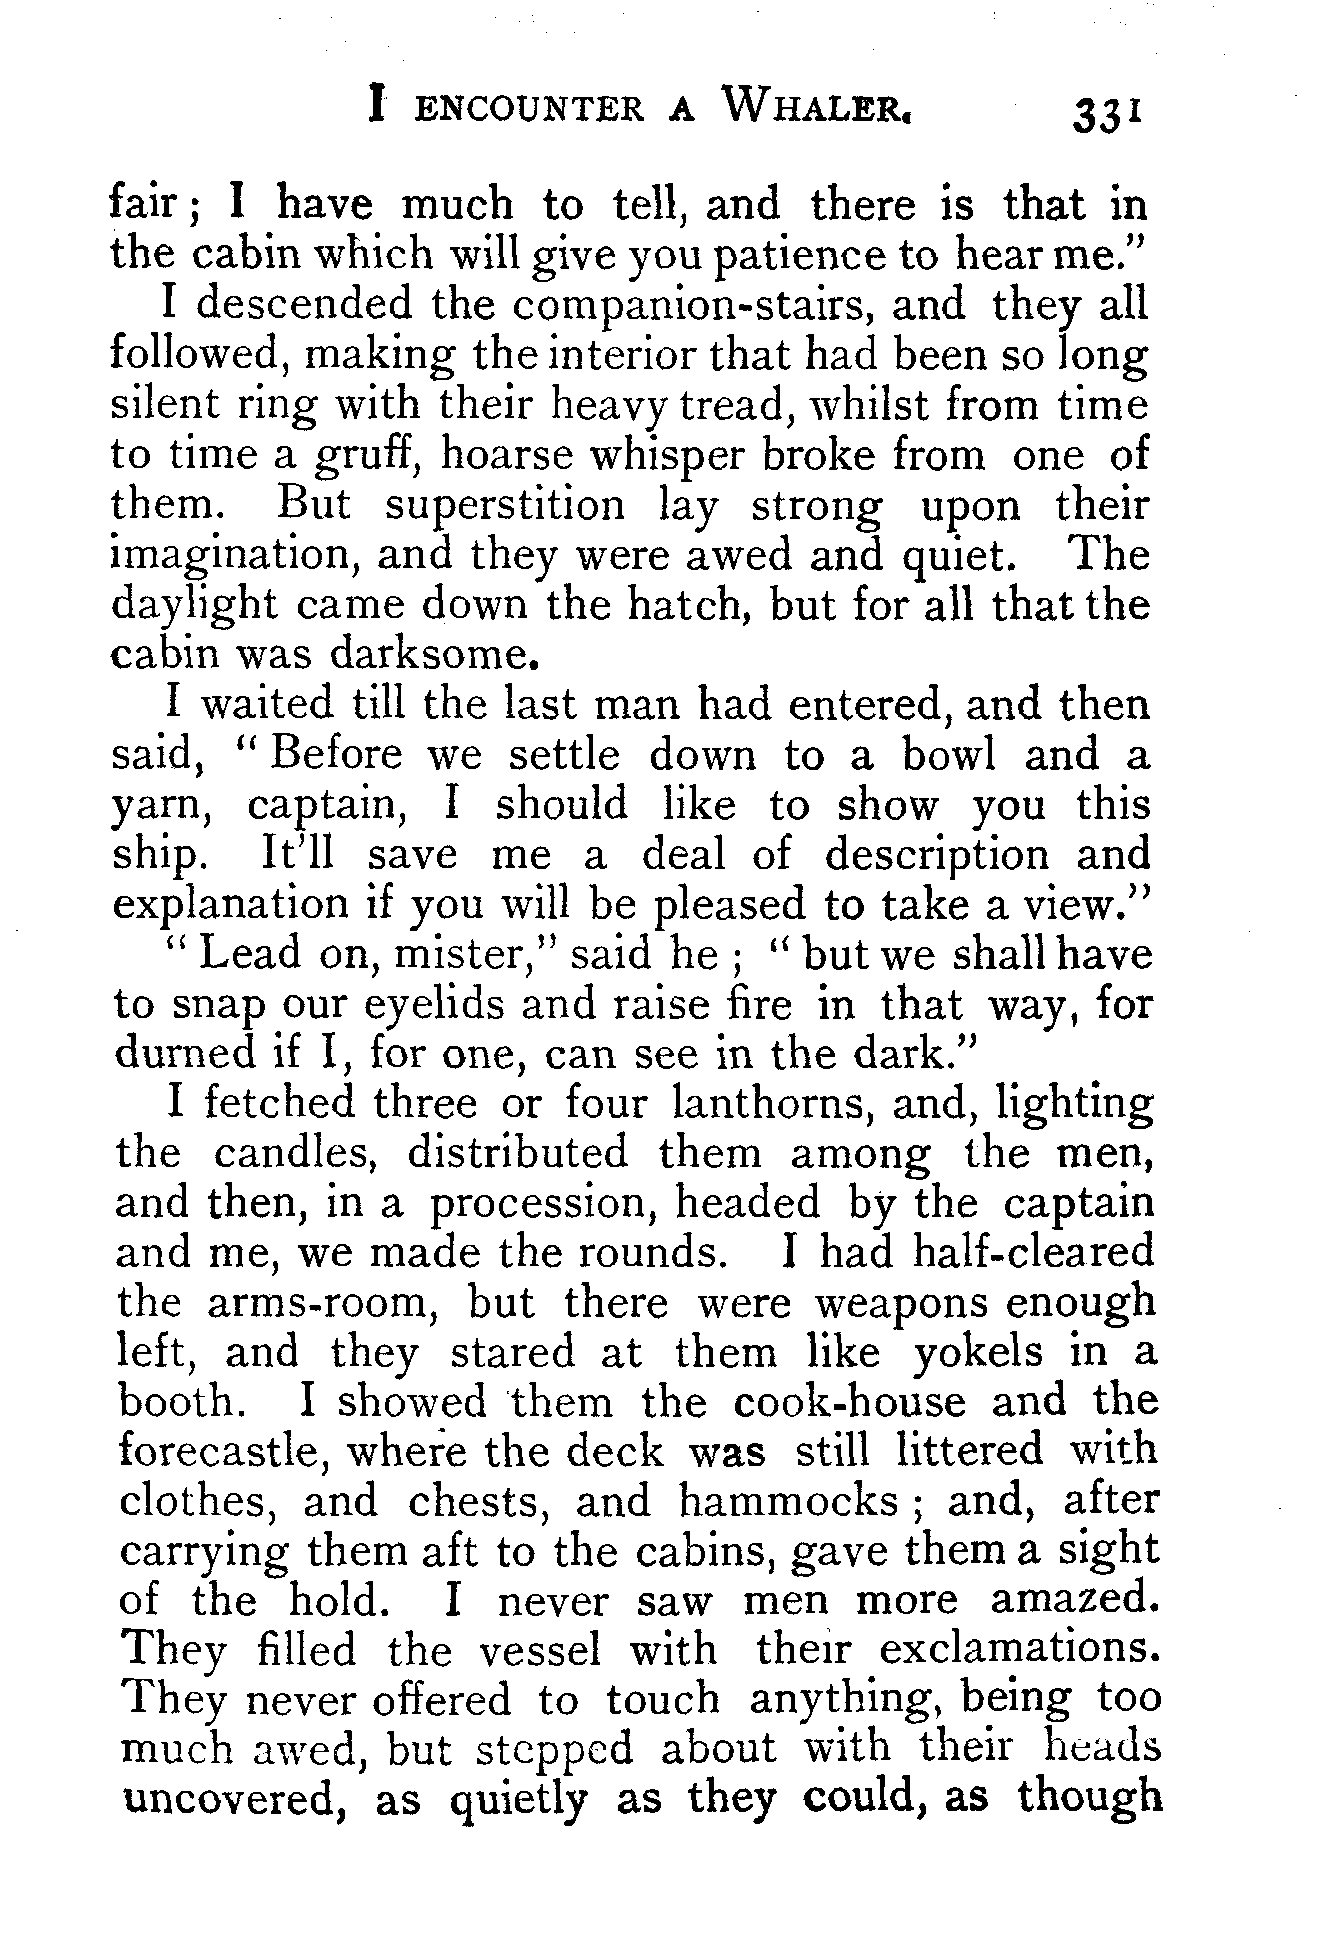 I ENCOUNTER A WHALER. 331
fair ; I have much to tell, and there is that in
the cabin which will give you patience to hear me.”
I descended the companion-stairs, and they all
followed, making the interior that had been so long
silent ring with their heavy tread, whilst from time
to time a gruff, hoarse whisper broke from one of
them. But superstition lay strong upon their
imagination, and they were awed and quiet. The
daylight came down the hatch, but for all that the
cabin was darksome.
I waited till the last man had entered, and then
said, “ Before we settle down to a bowl and a
yarn, captain, I should like to show you this
ship. It’ll save me a deal of description and
explanation if you will be pleased to take a view.”
“ Lead on, mister,” said he ; “ but we shall have
to snap our eyelids and raise fire in that way, for
durned if I, for one, can see in the dark.”
I fetched three or four lanthorns, and, lighting
the candles, distributed them among the men,
and then, in a procession, headed by the captain
and me, we made the rounds. I had half-cleared
the arms-room, but there were weapons enough
left, and they stared at them like yokels in a
booth. I showed them the cook-house and the
forecastle, where the deck was still littered with
clothes, and chests, and hammocks ; and, after
carrying them aft to the cabins, gave them a sight
of the hold. I never saw men more amazed.
They filled the vessel with their exclamations.
They never offered to touch anything, being too
much awed, but stepped about with their heads
uncovered, as quietly as they could, as though